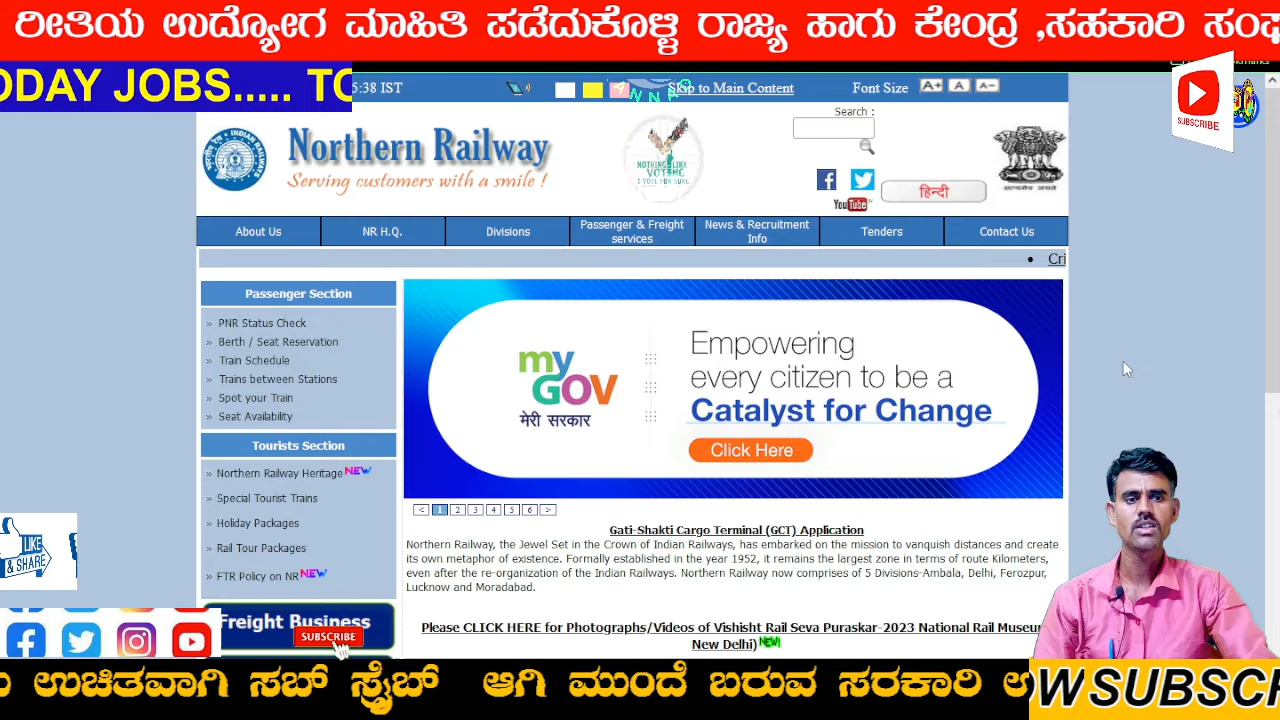 ರೀತಿಯ ಉದ್ಯೋಗ ಮಾಹಿತಿ ಪಡೆದುಕೊಳ್ಳಿ ರಾಜ್ಯ ಹಾಗು ಕೇಂದ್ರ ,ಸಹಕಾರಿ
ODAY JOBS..... TO
5:38 IST
Skip to Main Content
Font Size
A+ A A-
SUBSCRIBE
Northern Railway
Serving customers with a smile !
NOTHING LIKE
VOTING
I VOTE FOR SURE
Search :
You Tube
हिन्दी
About Us
NR H.Q.
Divisions
Passenger & Freight services
News & Recruitment Info
Tenders
Contact Us
Cri
Passenger Section
» PNR Status Check
» Berth / Seat Reservation
» Train Schedule
» Trains between Stations
» Spot your Train
» Seat Availability
Tourists Section
» Northern Railway Heritage NEW
» Special Tourist Trains
» Holiday Packages
» Rail Tour Packages
» FTR Policy on NR NEW
Freight Business
SUBSCRIBE
LIKE
& SHARE
my
GOV
मेरी सरकार
Empowering
every citizen to be a
Catalyst for Change
Click Here
< 1 2 3 4 5 6 >
Gati-Shakti Cargo Terminal (GCT) Application
Northern Railway, the Jewel Set in the Crown of Indian Railways, has embarked on the mission to vanquish distances and create
its own metaphor of existence. Formally established in the year 1952, it remains the largest zone in terms of route Kilometers,
even after the re-organization of the Indian Railways. Northern Railway now comprises of 5 Divisions-Ambala, Delhi, Ferozpur,
Lucknow and Moradabad.
Please CLICK HERE for Photographs/Videos of Vishisht Rail Seva Puraskar-2023 National Rail Museu
New Delhi) NEW
ಉಚಿತವಾಗಿ ಸಬ್ ಸ್ಕ್ರೈಬ್ ಆಗಿ ಮುಂದೆ ಬರುವ ಸರಕಾರಿ
OW SUBSCR